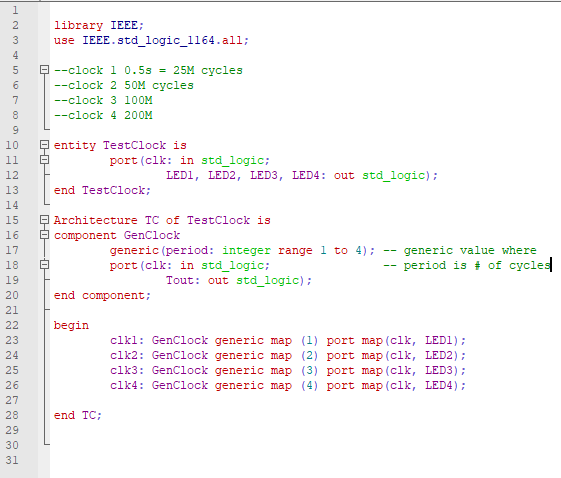 1
2 library IEEE;
3 use IEEE.std_logic_1164.all;
4
5 --clock 1 0.5s = 25M cycles
6 --clock 2 50M cycles
7 --clock 3 100M
8 --clock 4 200M
9
10 entity TestClock is
11 port(clk: in std_logic;
12 LED1, LED2, LED3, LED4: out std_logic);
13 end TestClock;
14
15 Architecture TC of TestClock is
16 component GenClock
17 generic(period: integer range 1 to 4); -- generic value where
18 port(clk: in std_logic; -- period is # of cycles
19 Tout: out std_logic);
20 end component;
21
22 begin
23 clk1: GenClock generic map (1) port map(clk, LED1);
24 clk2: GenClock generic map (2) port map(clk, LED2);
25 clk3: GenClock generic map (3) port map(clk, LED3);
26 clk4: GenClock generic map (4) port map(clk, LED4);
27
28 end TC;
29
30
31